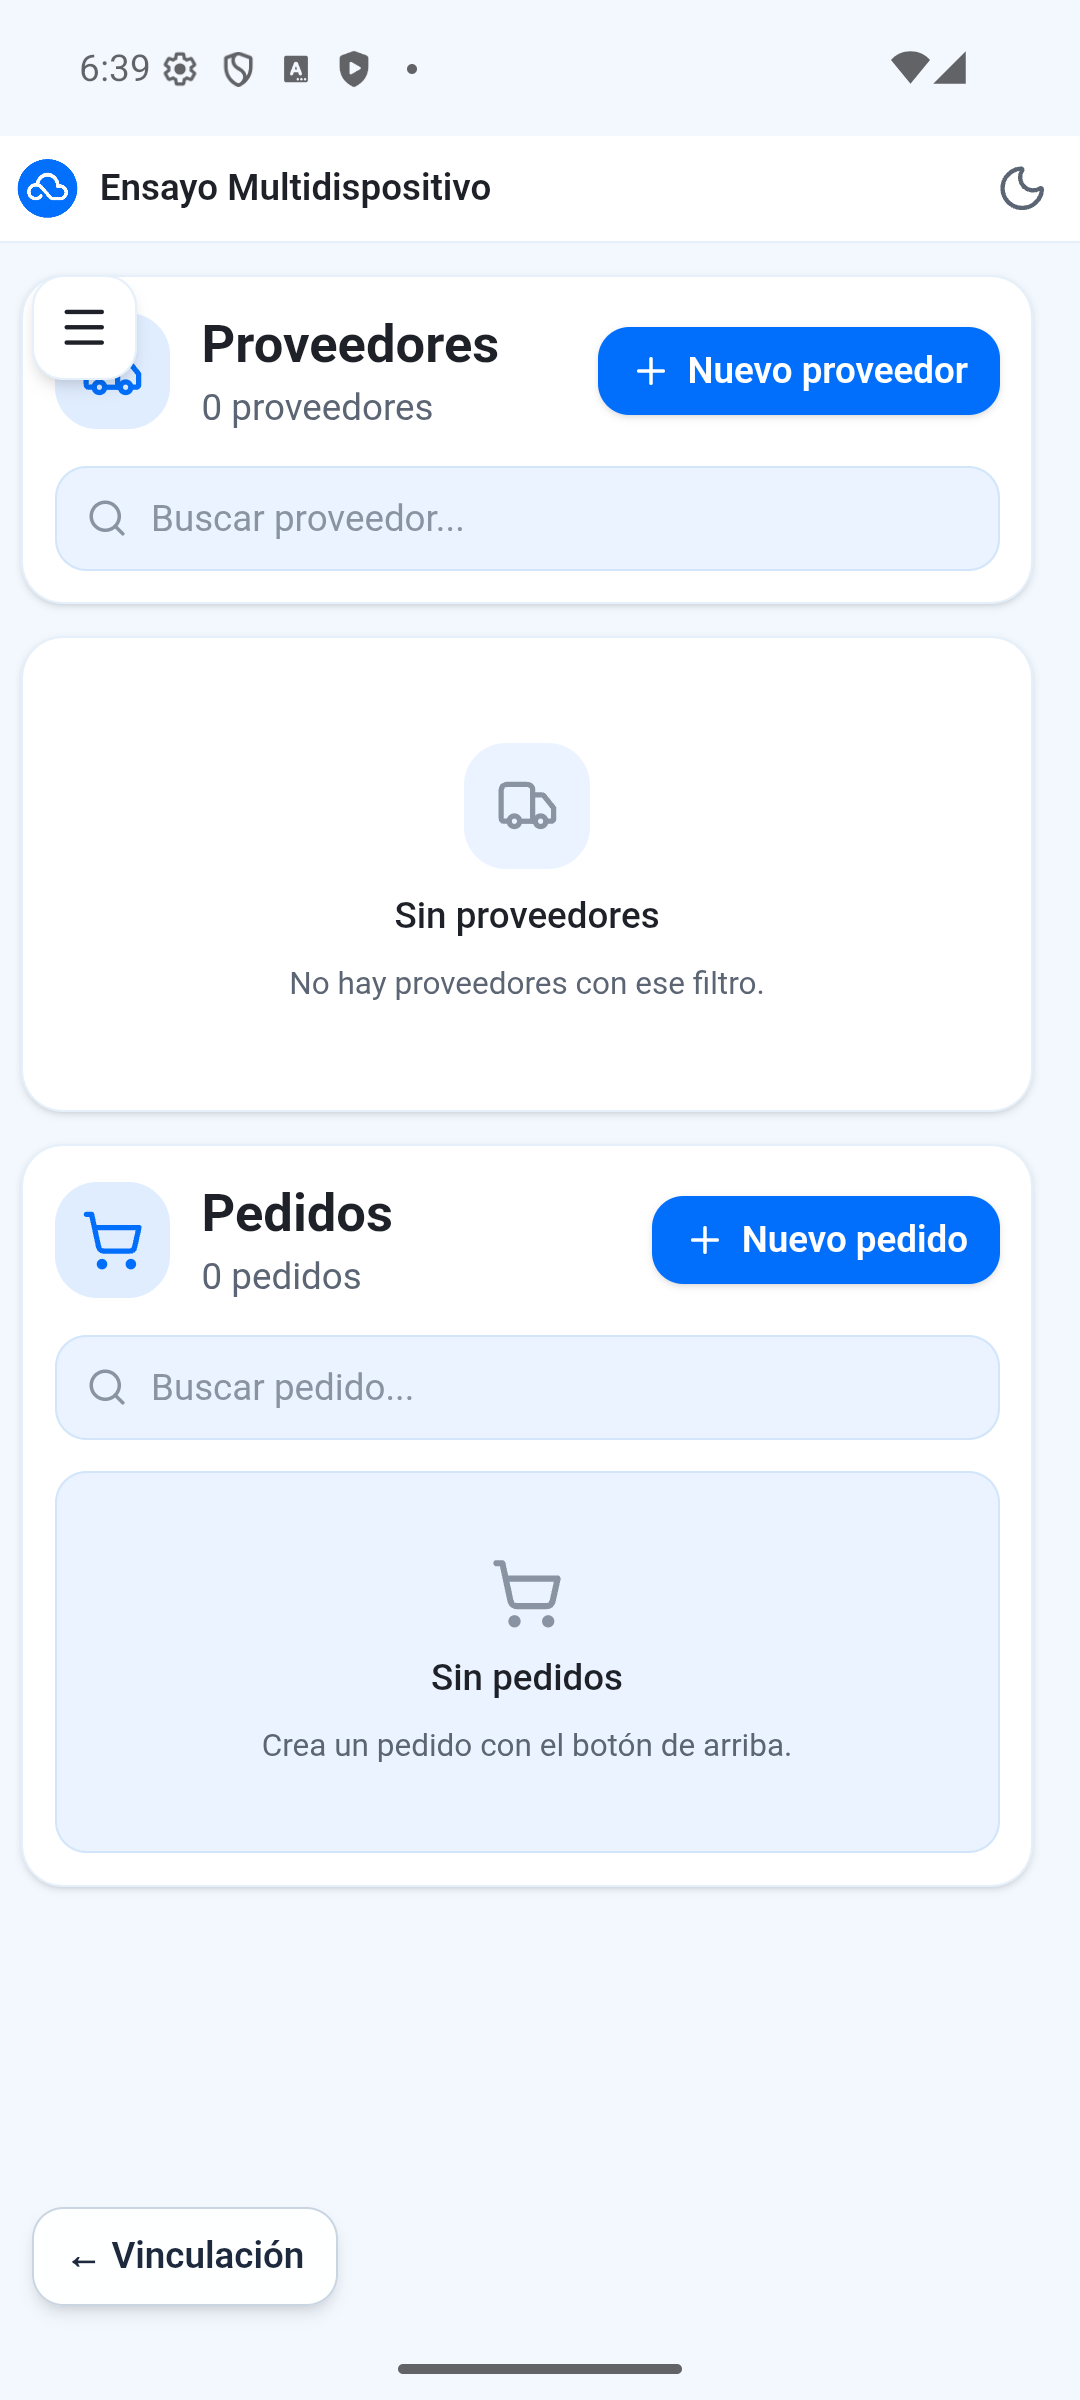 6:39
Ensayo Multidispositivo
Proveedores
0 proveedores
Nuevo proveedor
Buscar proveedor...
Sin proveedores
No hay proveedores con ese filtro.
Pedidos
0 pedidos
Nuevo pedido
Buscar pedido...
Sin pedidos
Crea un pedido con el botón de arriba.
← Vinculación